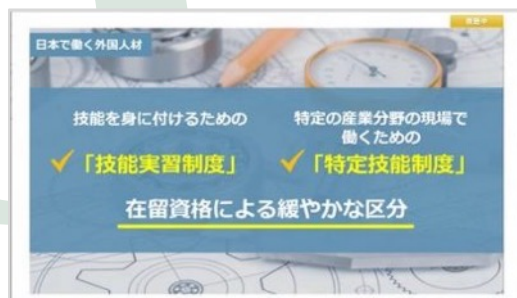 日本で働く外国人材
技能を身に付けるための
「技能実習制度」
特定の産業分野の現場で
働くための
「特定技能制度」
在留資格による緩やかな区分